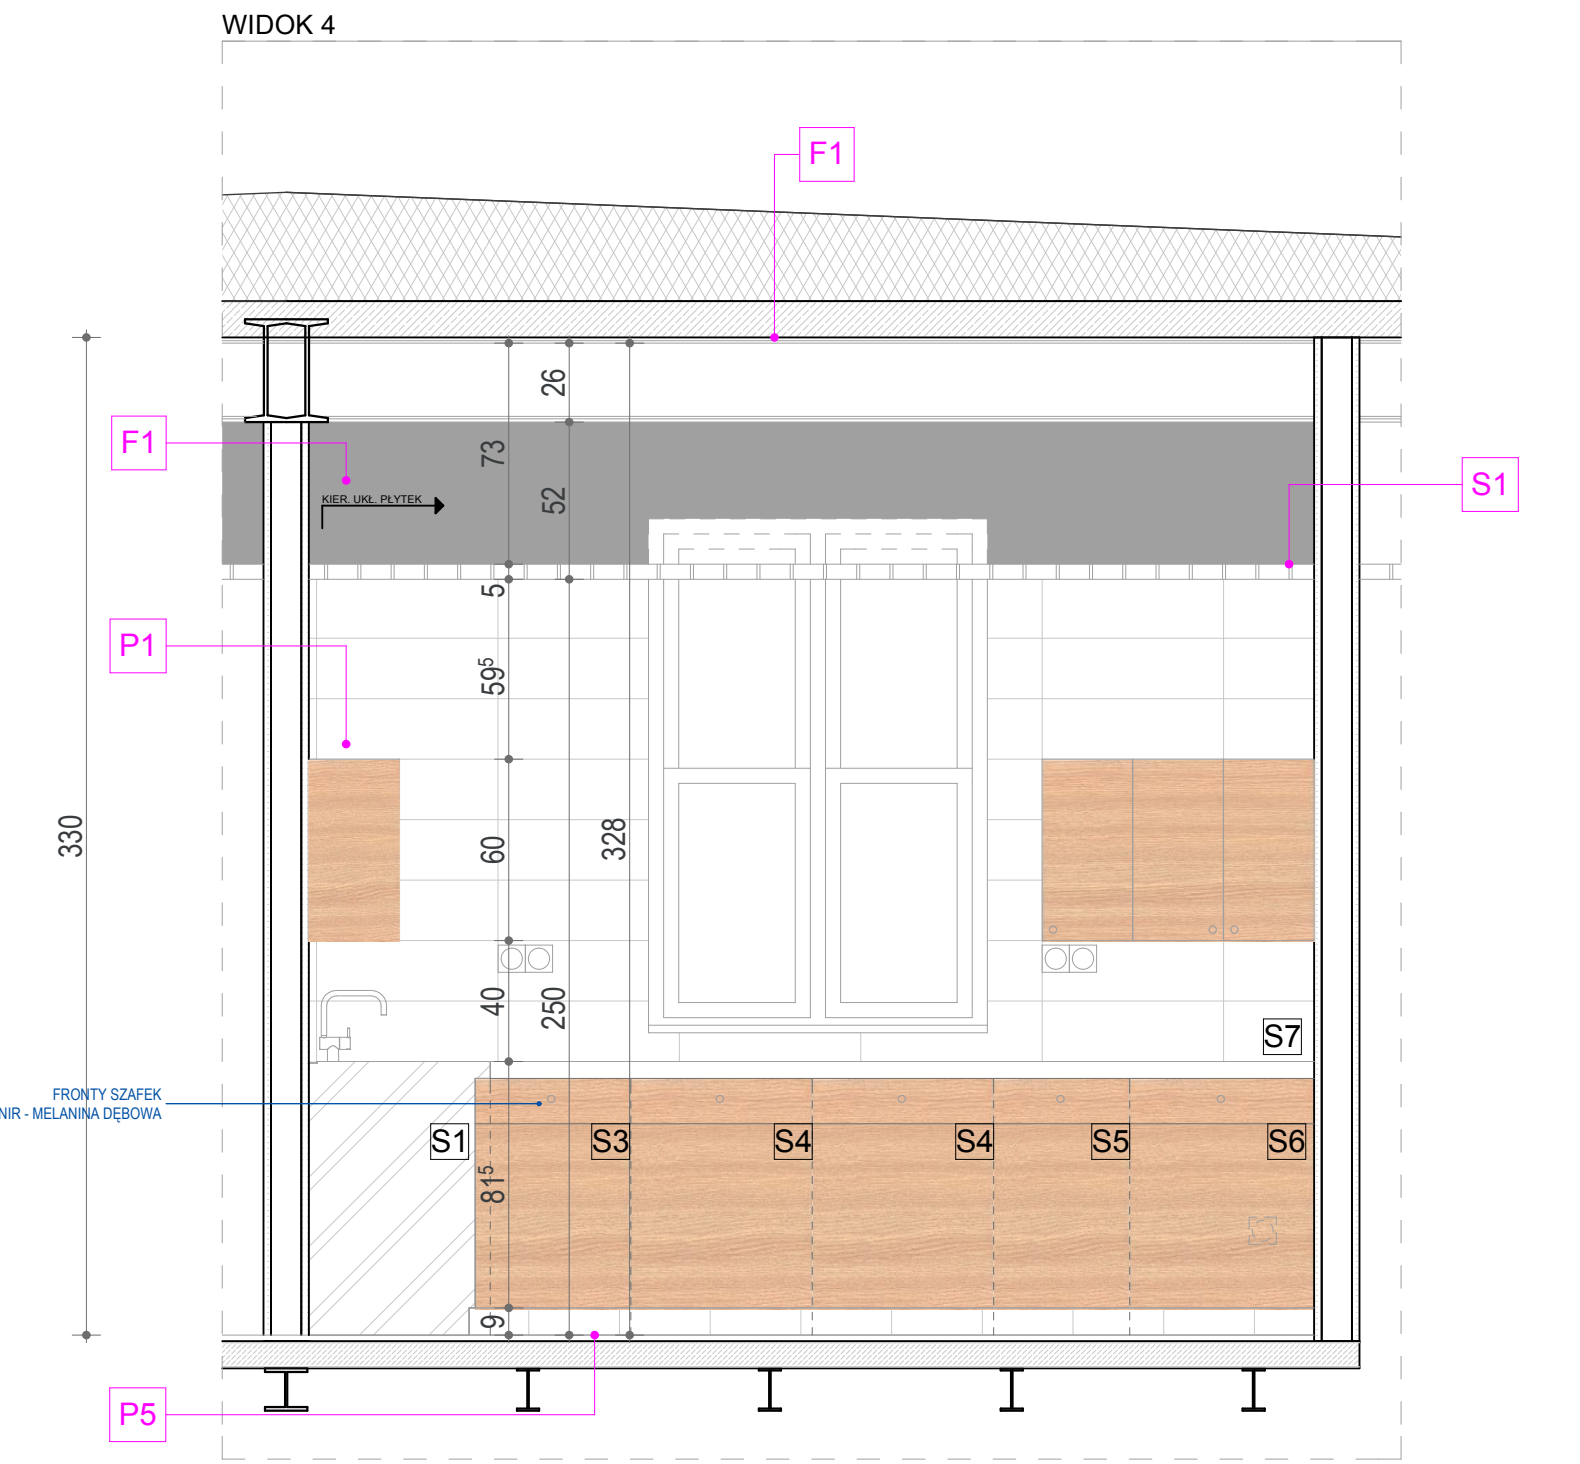 WIDOK 4
F1
26
F1
73
KIER. UKŁ. PŁYTEK
52
S1
5
P1
59⁵
330
60
328
40
250
S7
FRONTY SZAFEK
NIR - MELANINA DĘBOWA
S1
S3
S4
S4
S5
S6
81⁵
9
P5